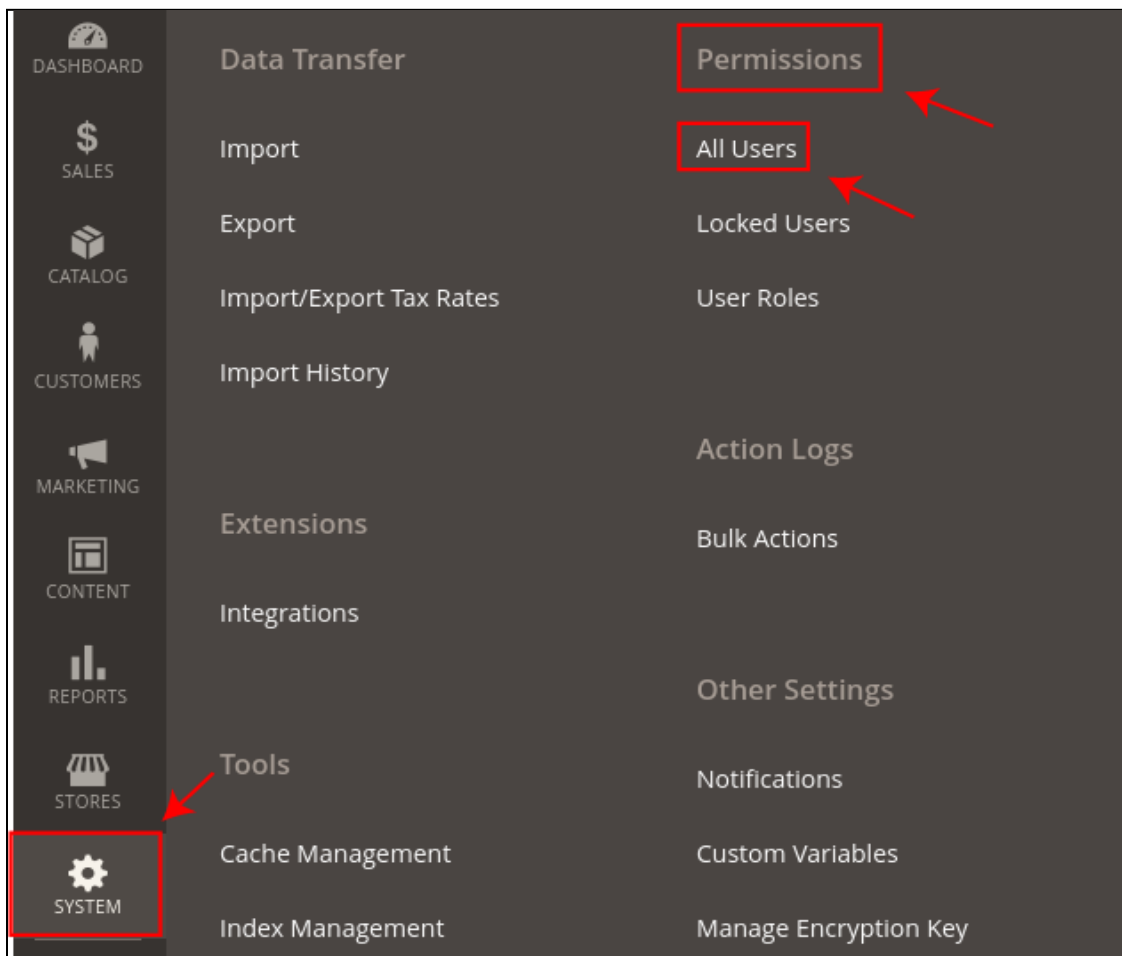 DASHBOARD
SALES
CATALOG
CUSTOMERS
MARKETING
CONTENT
REPORTS
STORES
SYSTEM
Data Transfer
Import
Export
Import/Export Tax Rates
Import History
Extensions
Integrations
Tools
Cache Management
Index Management
Permissions
All Users
Locked Users
User Roles
Action Logs
Bulk Actions
Other Settings
Notifications
Custom Variables
Manage Encryption Key